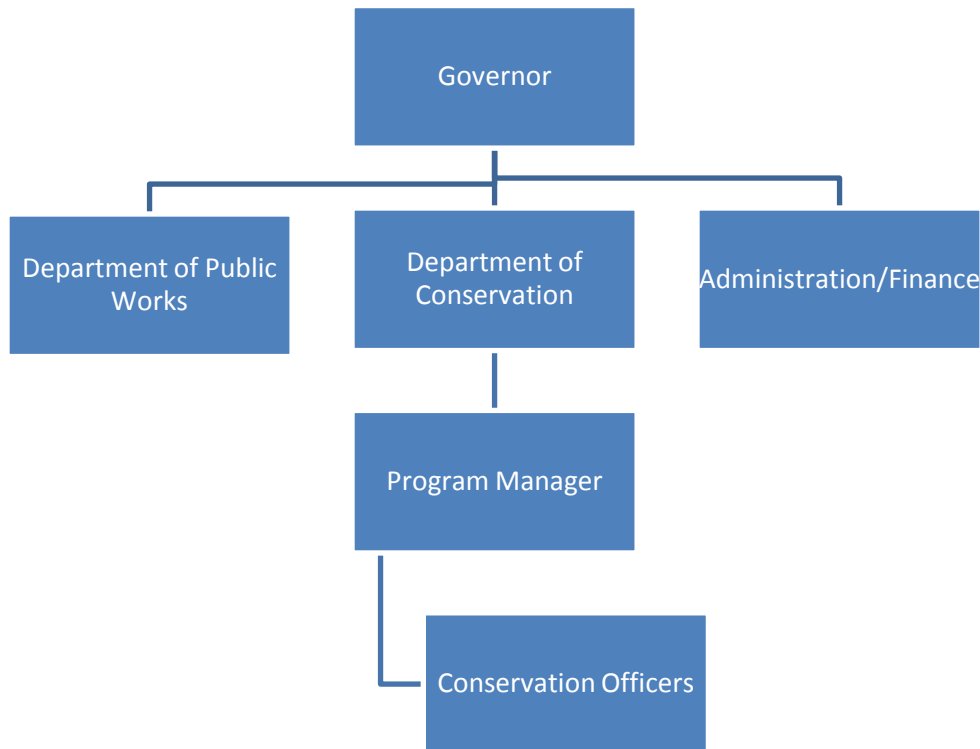 Governor
Department of Public
Works
Department of
Conservation
Administration/Finance
Program Manager
Conservation Officers